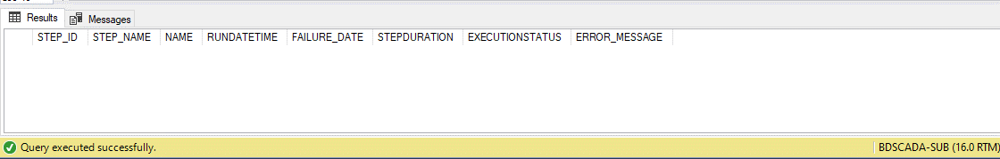 Results Messages
STEP_ID STEP_NAME NAME RUNDATETIME FAILURE_DATE STEPDURATION EXECUTIONSTATUS ERROR_MESSAGE
Query executed successfully. BDSCADA-SUB (16.0 RTM)